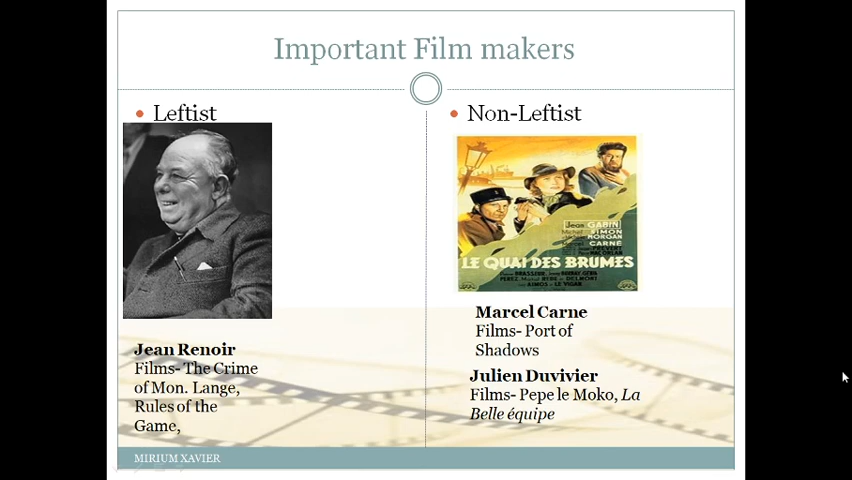 Important Film makers
Leftist
Jean Renoir
Films- The Crime
of Mon. Lange,
Rules of the
Game,
Non-Leftist
Jean GABIN
SIMON
MORGAN
CARNÉ
LE QUAI DES BRUMES
Marcel Carne
Films- Port of
Shadows
Julien Duvivier
Films- Pepe le Moko, La
Belle équipe
MIRIUM XAVIER